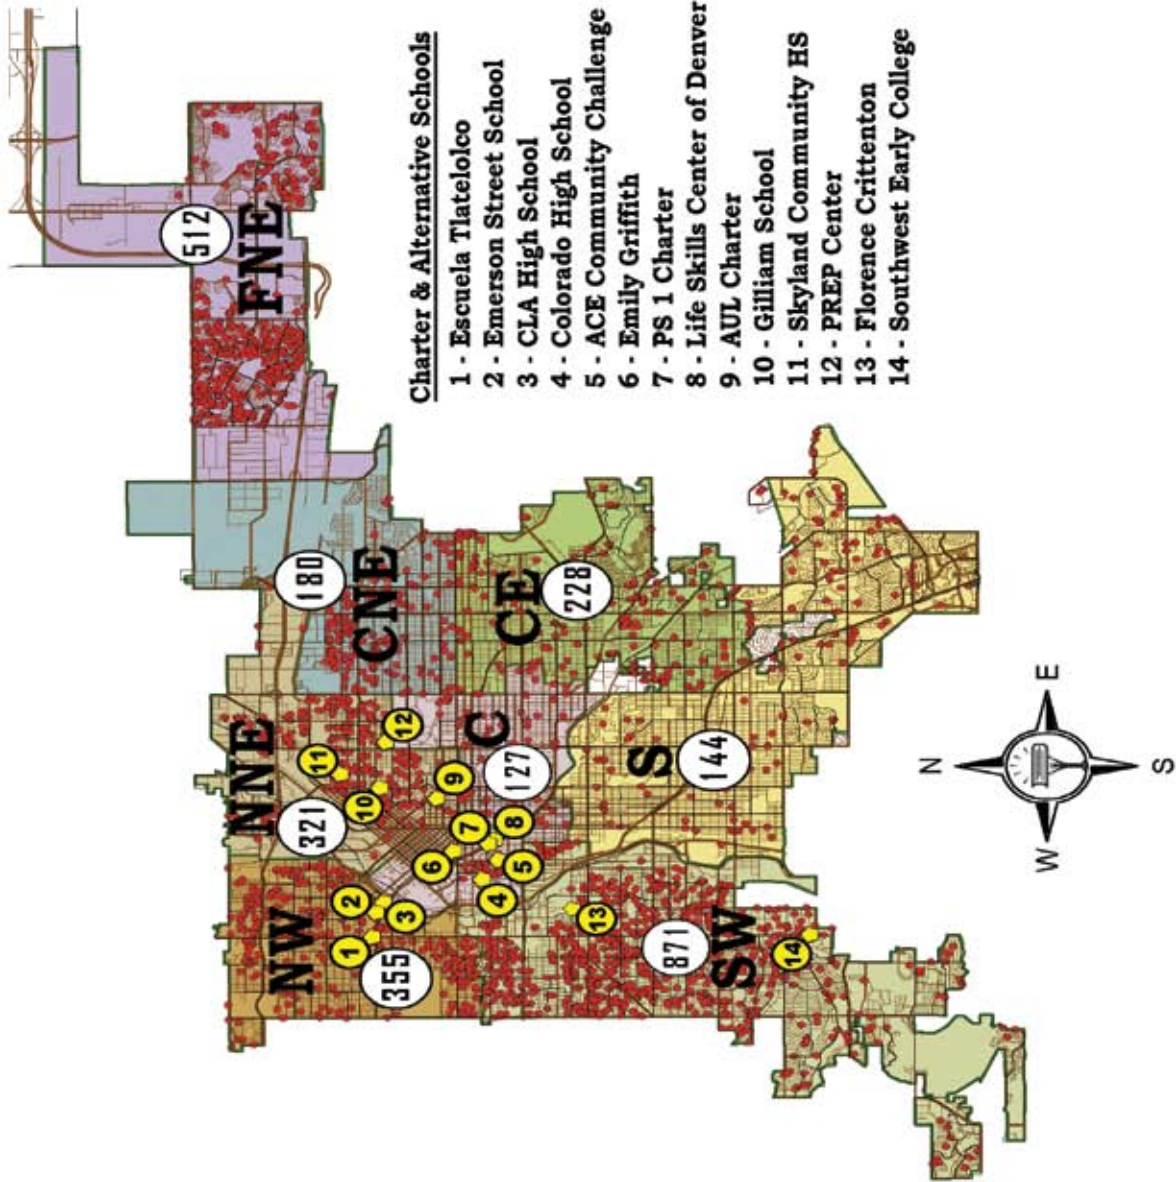 Charter & Alternative Schools
1 - Escuela Tlatelolco
2 - Emerson Street School
3 - CLA High School
4 - Colorado High School
5 - ACE Community Challenge
6 - Emily Griffith
7 - PS 1 Charter
8 - Life Skills Center of Denver
9 - AUL Charter
10 - Gilliam School
11 - Skyland Community HS
12 - PREP Center
13 - Florence Crittenton
14 - Southwest Early College
512
FNE
180
CNE
CE
228
NNE
321
11
10
12
C
127
9
7
8
6
5
4
S
144
NW
2
1
3
355
13
871
SW
14
N
W
E
S